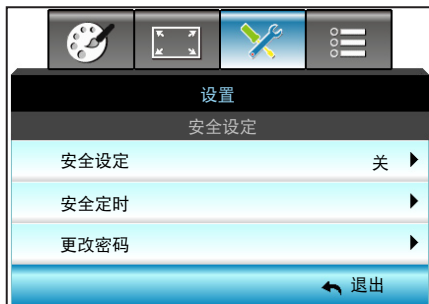 设置
安全设定
安全设定 关
安全定时
更改密码
退出